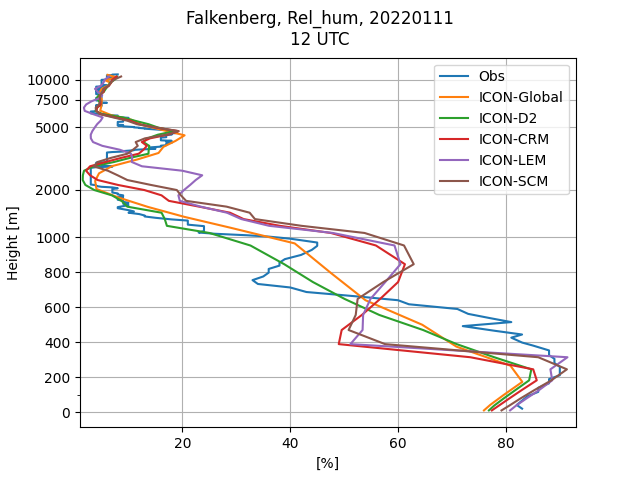 Falkenberg, Rel_hum, 20220111
12 UTC
Obs
ICON-Global
ICON-D2
ICON-CRM
ICON-LEM
ICON-SCM
Height [m]
10000
7500
5000
2000
1000
800
600
400
200
0
20 40 60 80
[%]